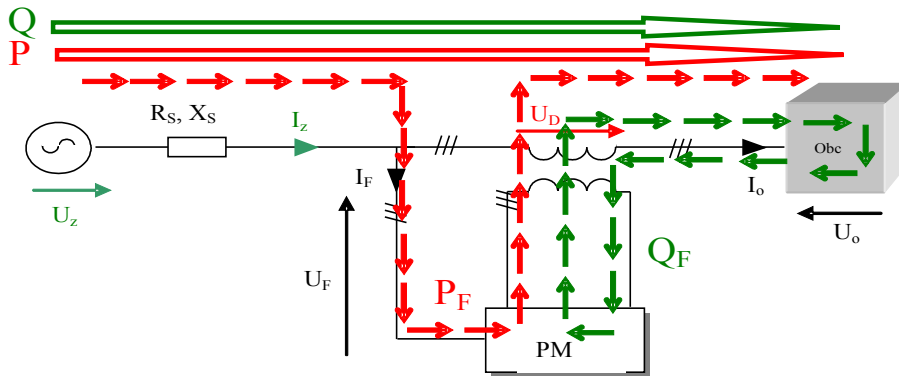 Q
P
R_S, X_S
I_z
U_D
Obc
I_F
I_o
U_z
U_o
U_F
Q_F
P_F
PM